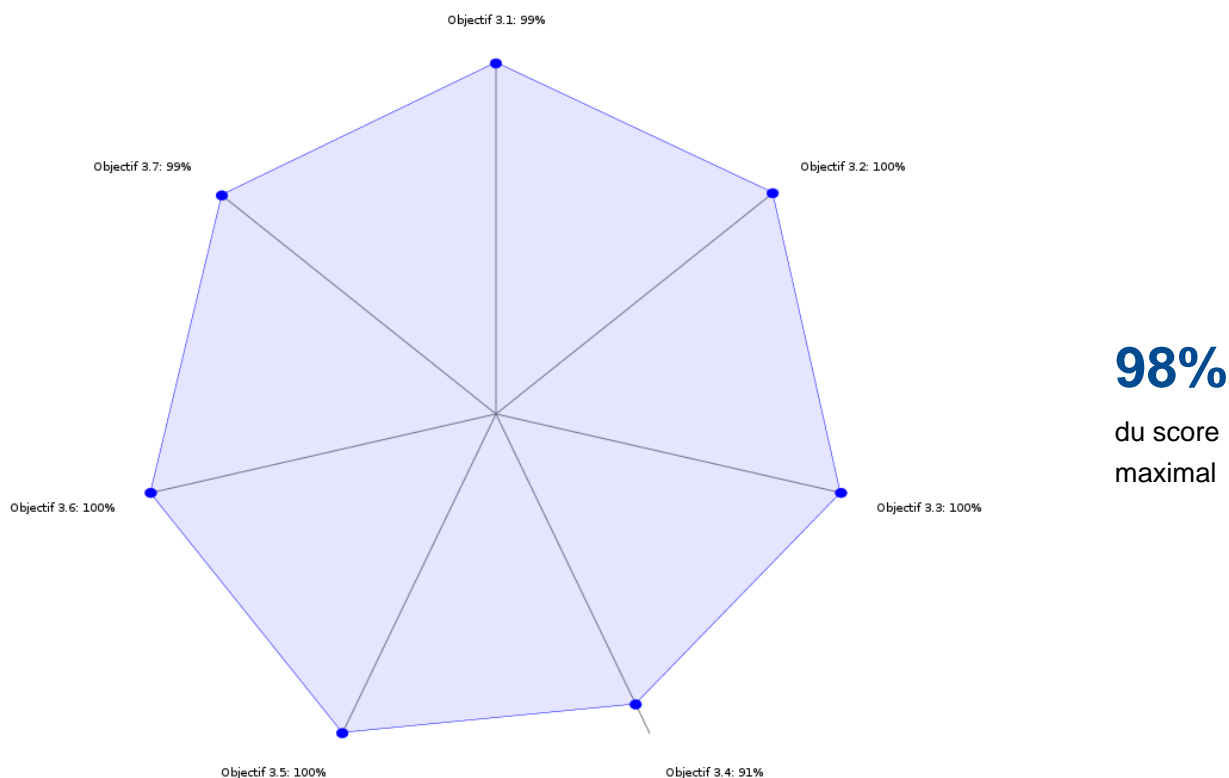 Objectif 3.1: 99%
Objectif 3.7: 99%
Objectif 3.2: 100%
98%
du score
maximal
Objectif 3.6: 100%
Objectif 3.3: 100%
Objectif 3.5: 100%
Objectif 3.4: 91%